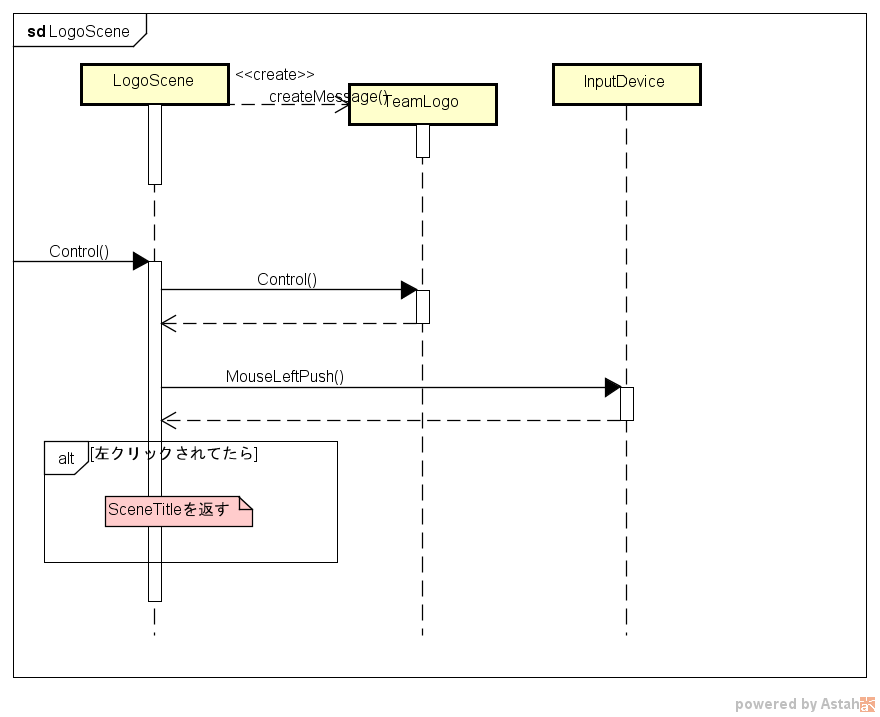 sd LogoScene
LogoScene
<<create>>
createMessage()
TeamLogo
InputDevice
Control()
Control()
MouseLeftPush()
alt
[左クリックされてたら]
SceneTitleを返す
powered by Astah